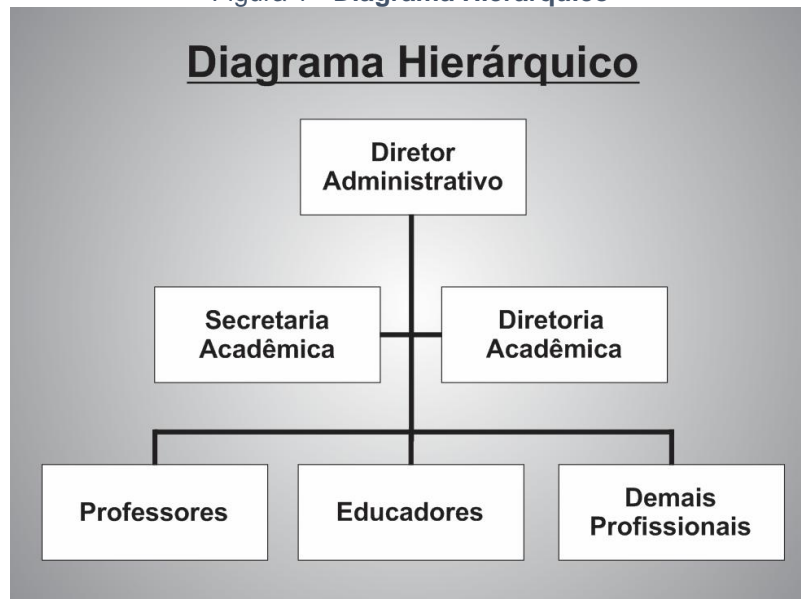 Diagrama Hierárquico
Diretor
Administrativo
Secretaria
Acadêmica
Diretoria
Acadêmica
Professores
Educadores
Demais
Profissionais